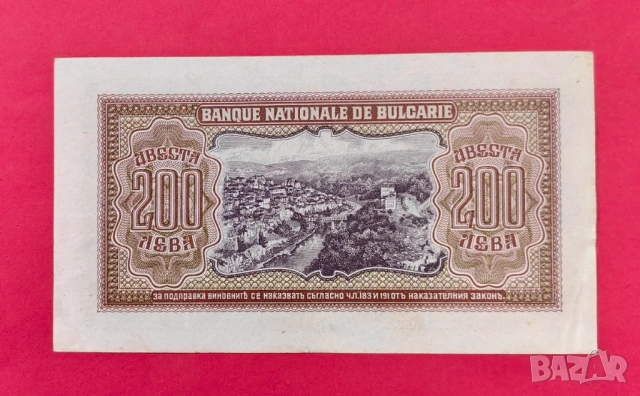 BANQUE NATIONALE DE BULGARIE
ДВЕСТА
200
ЛЕВА
ДВЕСТА
200
ЛЕВА
ЗА ПОДПРАВКА ВИНОВНИТѢ СЕ НАКАЗВАТЪ СЪГЛАСНО ЧЛ. 183 И 191 ОТЪ НАКАЗАТЕЛНИЯ ЗАКОНЪ.
BAZAR